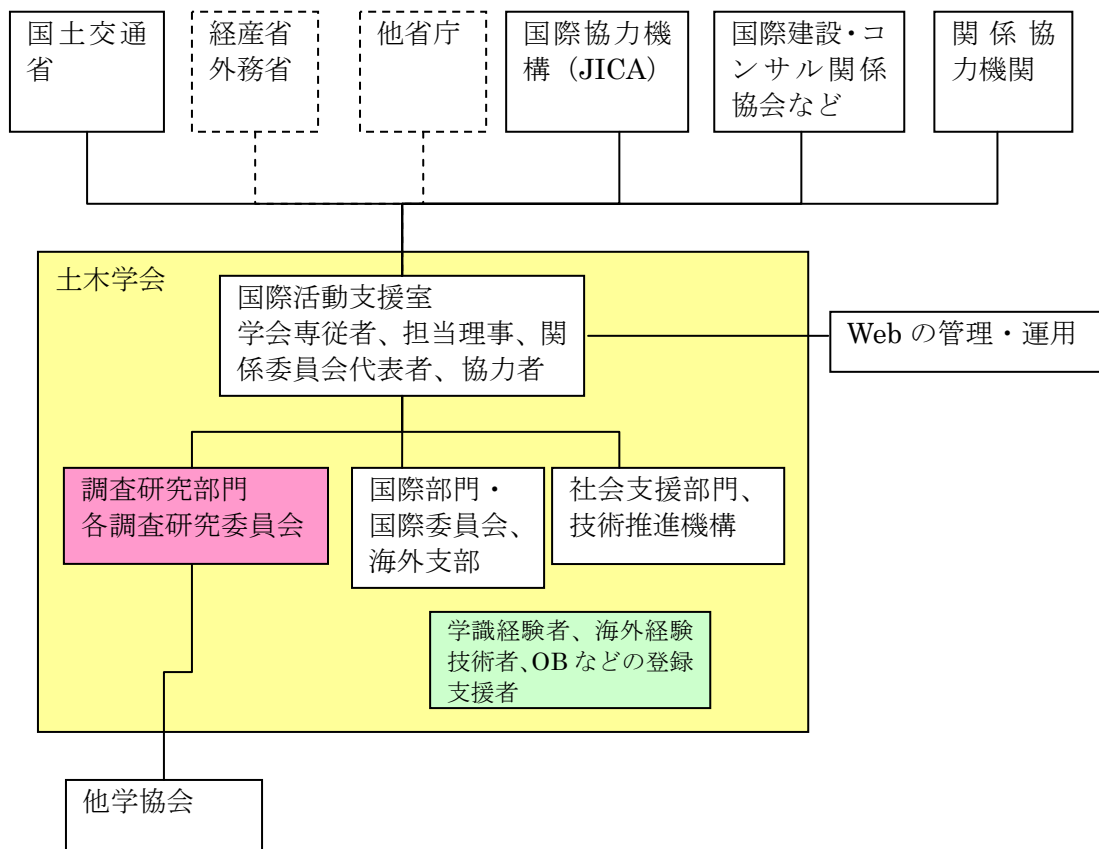 国土交通
省
経産省
外務省
他省庁
国際協力機
構（JICA）
国際建設・コ
ンサル関係
協会など
関係協
力機関
土木学会
国際活動支援室
学会専従者、担当理事、関
係委員会代表者、協力者
Web の管理・運用
調査研究部門
各調査研究委員会
国際部門・
国際委員会、
海外支部
社会支援部門、
技術推進機構
学識経験者、海外経験
技術者、OB などの登録
支援者
他学協会